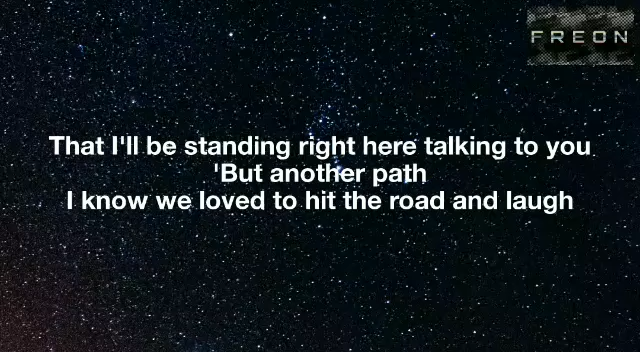 FREON
That I'll be standing right here talking to you
'But another path
I know we loved to hit the road and laugh